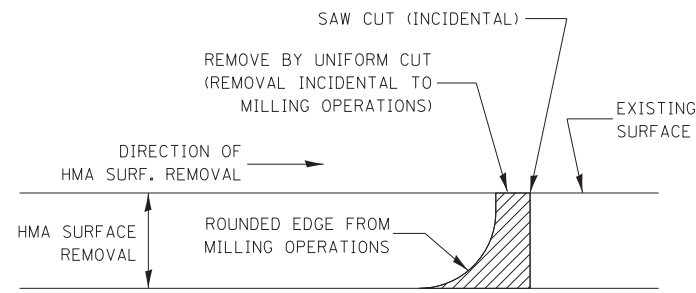 SAW CUT (INCIDENTAL)
REMOVE BY UNIFORM CUT
(REMOVAL INCIDENTAL TO
MILLING OPERATIONS)
EXISTING
SURFACE
DIRECTION OF
HMA SURF. REMOVAL
HMA SURFACE
REMOVAL
ROUNDED EDGE FROM
MILLING OPERATIONS